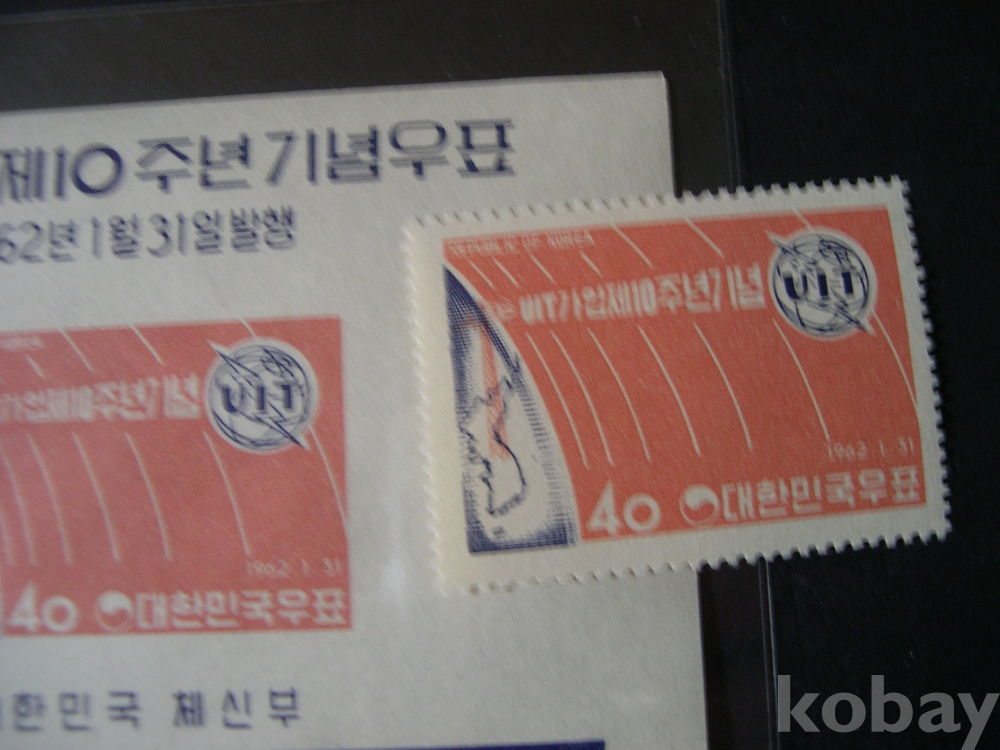 제10주년기념우표
62년1월31일발행
가입제10주년기념
UIT
1962.1.31
40 대한민국우표
한민국 체신부
REPUBLIC OF KOREA
UIT가입제10주년기념
UIT
1962.1.31
40 대한민국우표
kobay